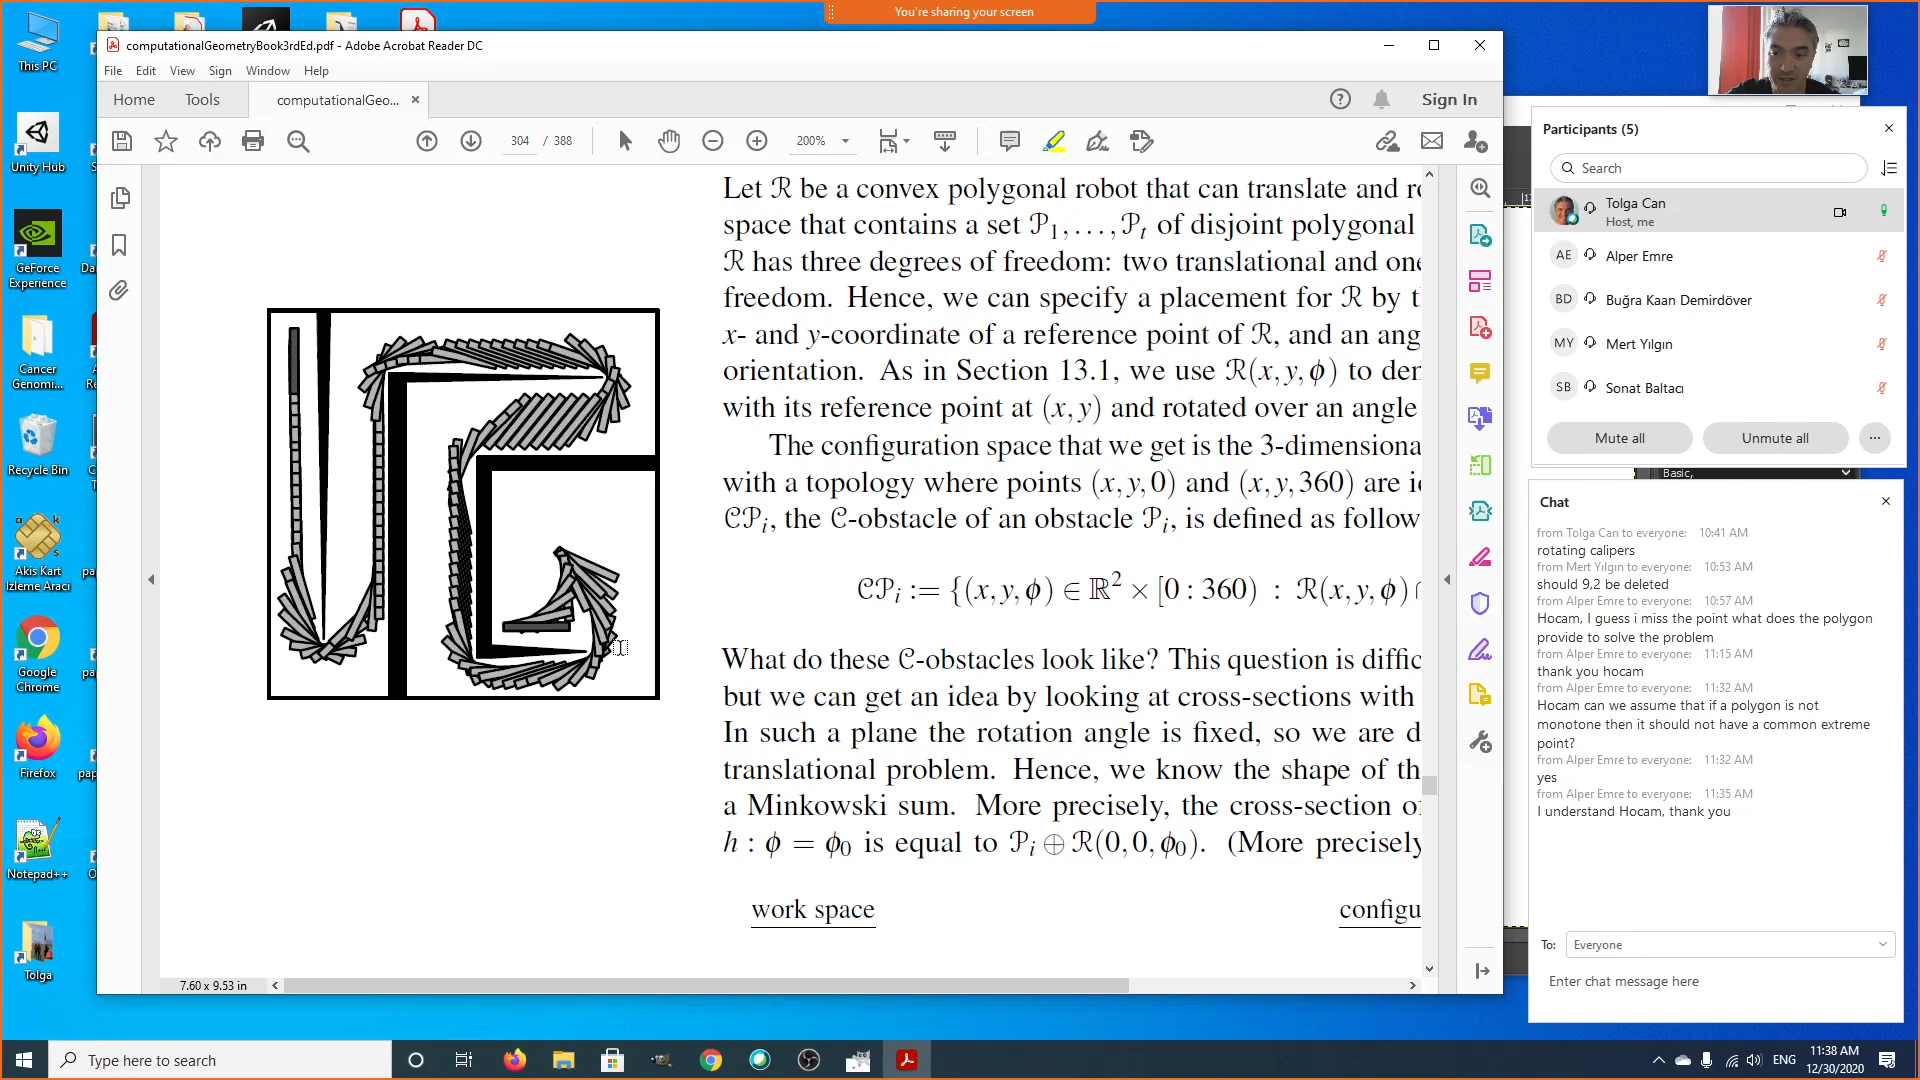 You're sharing your screen
This PC
Unity Hub
GeForce
Experience
Cancer
Genomi...
Recycle Bin
Akis Kart
Izleme Araci
Google
Chrome
Firefox
Notepad++
Tolga
computationalGeometryBook3rdEd.pdf - Adobe Acrobat Reader DC
File Edit View Sign Window Help
Home Tools computationalGeo... × Sign In
304 / 388 200%
Let ℛ be a convex polygonal robot that can translate and ro
space that contains a set 𝒫1,...,𝒫t of disjoint polygonal
ℛ has three degrees of freedom: two translational and one
freedom. Hence, we can specify a placement for ℛ by t
x- and y-coordinate of a reference point of ℛ, and an ang
orientation. As in Section 13.1, we use ℛ(x,y,ϕ) to den
with its reference point at (x,y) and rotated over an angle
The configuration space that we get is the 3-dimensiona
with a topology where points (x,y,0) and (x,y,360) are i
𝒞𝒫i, the 𝒞-obstacle of an obstacle 𝒫i, is defined as follow
𝒞𝒫i := {(x,y,ϕ) ∈ ℝ² × [0 : 360) : ℛ(x,y,ϕ) ∩
What do these 𝒞-obstacles look like? This question is diffic
but we can get an idea by looking at cross-sections with
In such a plane the rotation angle is fixed, so we are d
translational problem. Hence, we know the shape of th
a Minkowski sum. More precisely, the cross-section o
h : ϕ = ϕ0 is equal to 𝒫i ⊕ ℛ(0,0,ϕ0). (More precisely
work space configu
7.60 x 9.53 in
Participants (5)
Search
Tolga Can
Host, me
AE Alper Emre
BD Buğra Kaan Demirdöver
MY Mert Yılgın
SB Sonat Baltacı
Mute all Unmute all ...
Basic,
Chat
from Tolga Can to everyone: 10:41 AM
rotating calipers
from Mert Yılgın to everyone: 10:53 AM
should 9,2 be deleted
from Alper Emre to everyone: 10:57 AM
Hocam, I guess i miss the point what does the polygon
provide to solve the problem
from Alper Emre to everyone: 11:15 AM
thank you hocam
from Alper Emre to everyone: 11:32 AM
Hocam can we assume that if a polygon is not
monotone then it should not have a common extreme
point?
from Alper Emre to everyone: 11:32 AM
yes
from Alper Emre to everyone: 11:35 AM
I understand Hocam, thank you
To: Everyone
Enter chat message here
Type here to search
ENG
11:38 AM
12/30/2020